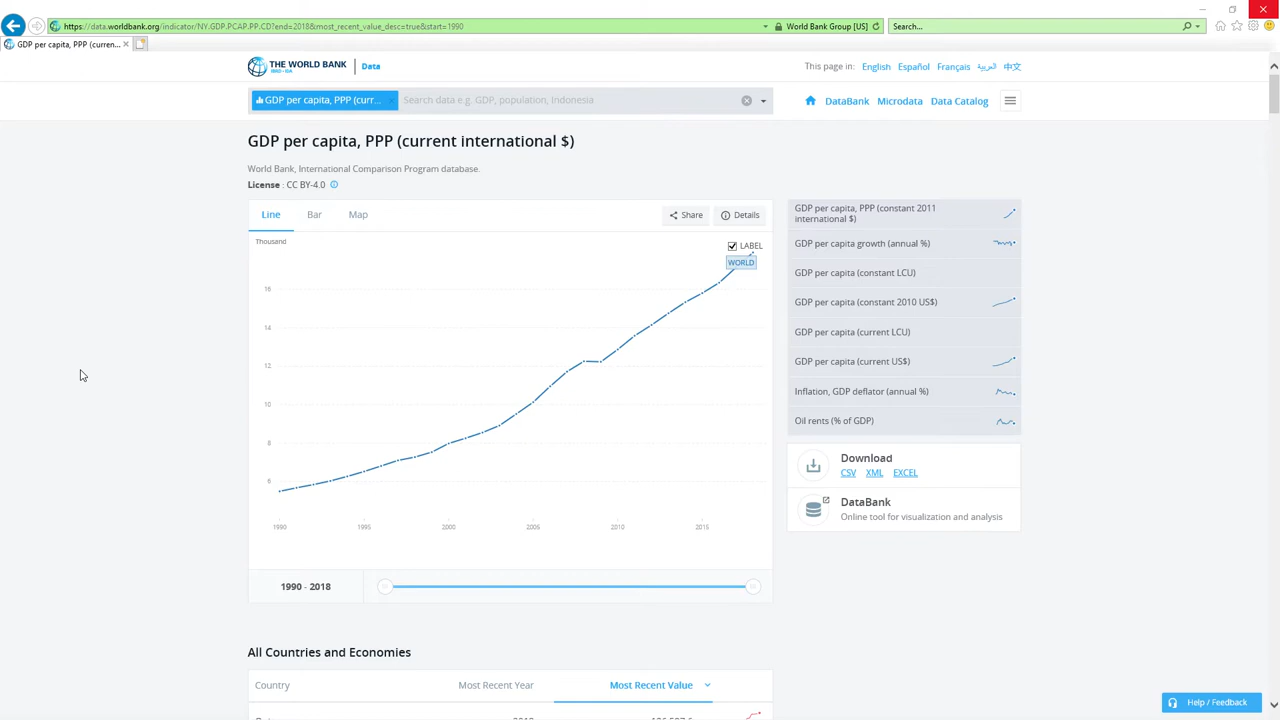 https://data.worldbank.org/indicator/NY.GDP.PCAP.PP.CD?end=2018&most_recent_value_desc=true&start=1990
World Bank Group [US]
Search...
GDP per capita, PPP (curren...
THE WORLD BANK
IBRD • IDA
Data
This page in: English Español Français العربية 中文
GDP per capita, PPP (curr...
Search data e.g. GDP, population, Indonesia
DataBank Microdata Data Catalog
GDP per capita, PPP (current international $)
World Bank, International Comparison Program database.
License : CC BY-4.0
Line Bar Map
Share
Details
Thousand
LABEL
WORLD
16
14
12
10
8
6
1990 1995 2000 2006 2010 2015
1990 - 2018
GDP per capita, PPP (constant 2011
international $)
GDP per capita growth (annual %)
GDP per capita (constant LCU)
GDP per capita (constant 2010 US$)
GDP per capita (current LCU)
GDP per capita (current US$)
Inflation, GDP deflator (annual %)
Oil rents (% of GDP)
Download
CSV XML EXCEL
DataBank
Online tool for visualization and analysis
All Countries and Economies
Country Most Recent Year Most Recent Value
Help / Feedback